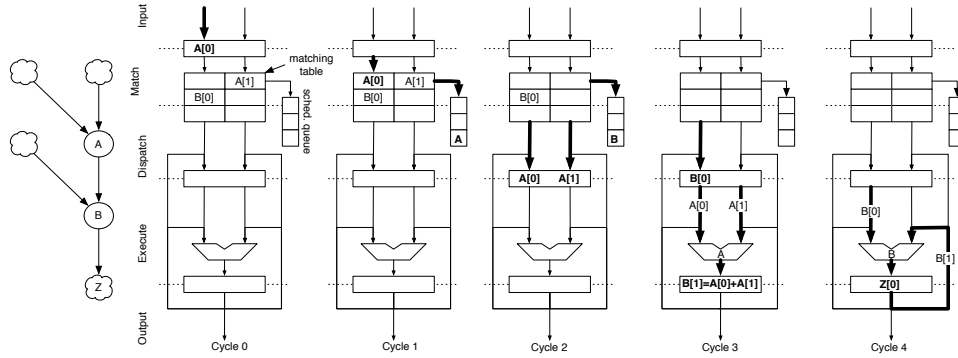 Input
Match
Dispatch
Execute
Output
A
B
Z
A[0]
matching
table
A[1]
B[0]
sched. queue
Cycle 0
A[0]
A[1]
B[0]
A
Cycle 1
B[0]
B
A[0] A[1]
Cycle 2
B[0]
A[0] A[1]
A
B[1]=A[0]+A[1]
Cycle 3
B[0]
B
B[1]
Z[0]
Cycle 4